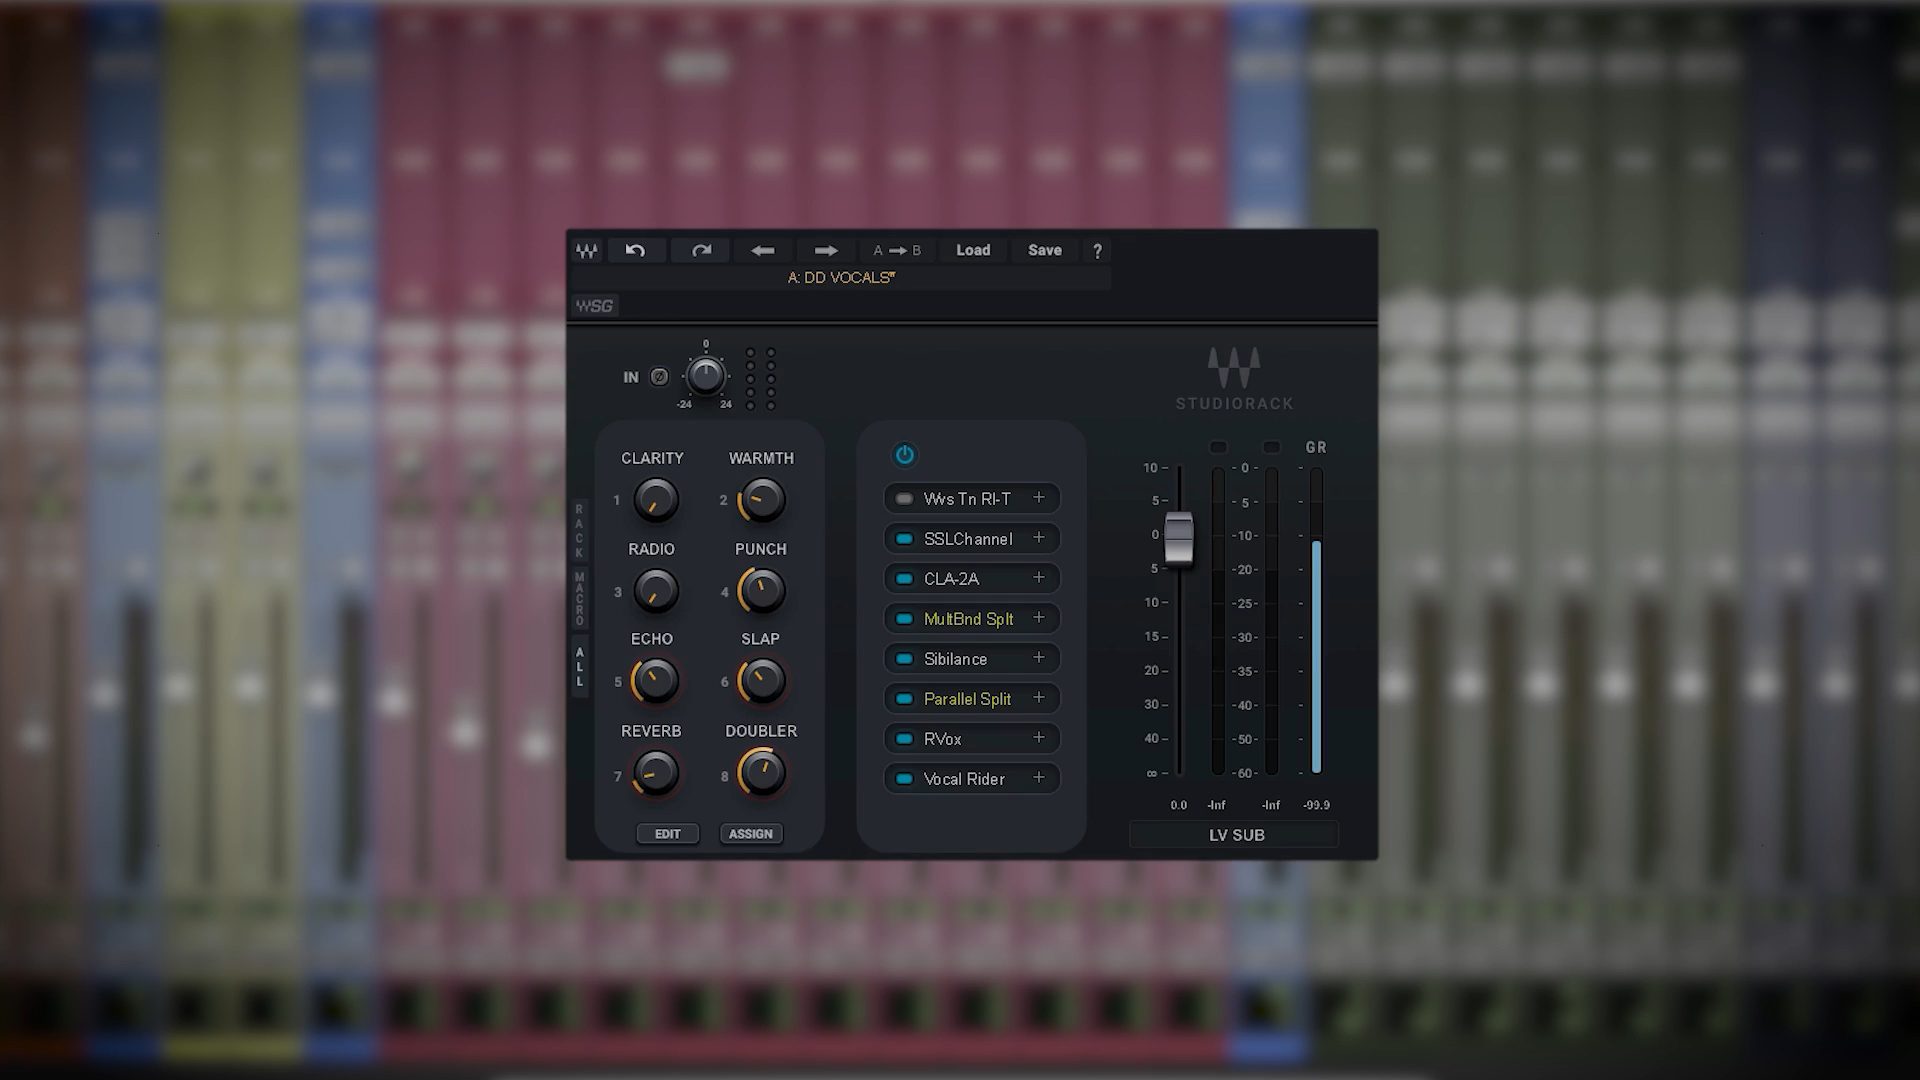 A B Load Save ?
A: DD VOCALS*
WSG
IN 0
-24 24
STUDIORACK
RACK
MACRO
ALL
CLARITY WARMTH
1 2
RADIO PUNCH
3 4
ECHO SLAP
5 6
REVERB DOUBLER
7 8
EDIT ASSIGN
Wvs Tn Rl-T +
SSLChannel +
CLA-2A +
MultBnd Splt +
Sibilance +
Parallel Split +
RVox +
Vocal Rider +
GR
10 - - 0 - -
5 - - 5 - -
0 - -10- -
5 - -20- -
10 - -25- -
15 - -30- -
20 - -35- -
30 - -40- -
40 - -50- -
∞ - -60- -
0.0 -Inf -Inf -99.9
LV SUB